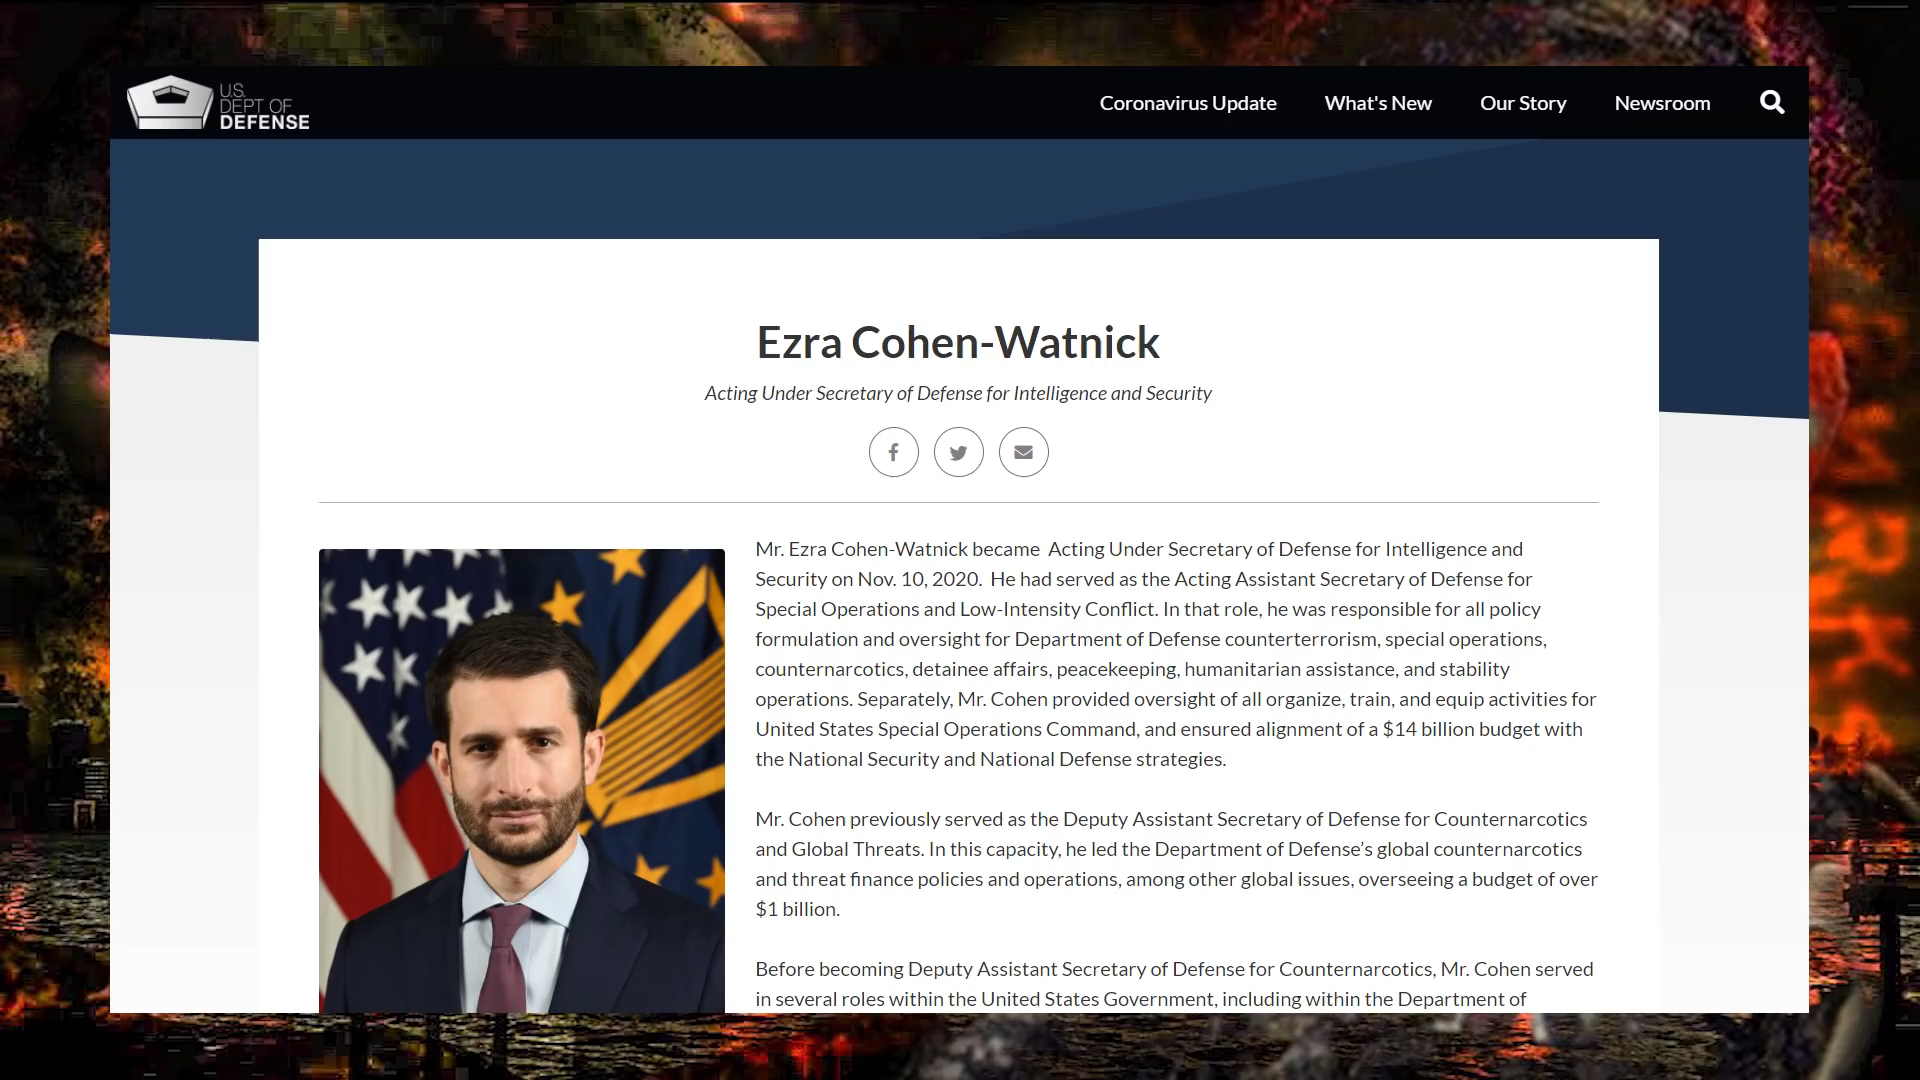 U.S.
DEPT OF
DEFENSE
Coronavirus Update
What's New
Our Story
Newsroom
Ezra Cohen-Watnick
Acting Under Secretary of Defense for Intelligence and Security
Mr. Ezra Cohen-Watnick became  Acting Under Secretary of Defense for Intelligence and
Security on Nov. 10, 2020.  He had served as the Acting Assistant Secretary of Defense for
Special Operations and Low-Intensity Conflict. In that role, he was responsible for all policy
formulation and oversight for Department of Defense counterterrorism, special operations,
counternarcotics, detainee affairs, peacekeeping, humanitarian assistance, and stability
operations. Separately, Mr. Cohen provided oversight of all organize, train, and equip activities for
United States Special Operations Command, and ensured alignment of a $14 billion budget with
the National Security and National Defense strategies.
Mr. Cohen previously served as the Deputy Assistant Secretary of Defense for Counternarcotics
and Global Threats. In this capacity, he led the Department of Defense’s global counternarcotics
and threat finance policies and operations, among other global issues, overseeing a budget of over
$1 billion.
Before becoming Deputy Assistant Secretary of Defense for Counternarcotics, Mr. Cohen served
in several roles within the United States Government, including within the Department of